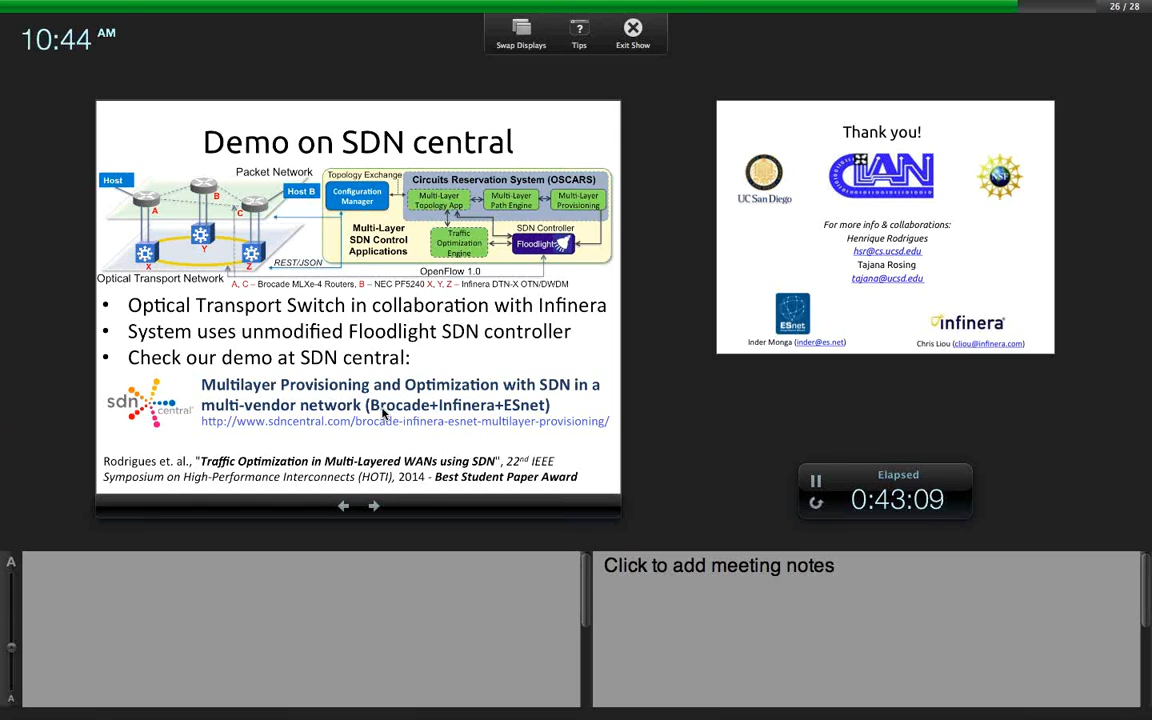 26 / 28
10:44 AM
Swap Displays
Tips
Exit Show
Demo on SDN central
Packet Network
Host
Host B
A
B
C
X
Y
Z
Optical Transport Network
REST/JSON
Topology Exchange
Configuration
Manager
Circuits Reservation System (OSCARS)
Multi-Layer
Topology App
Multi-Layer
Path Engine
Multi-Layer
Provisioning
Multi-Layer
SDN Control
Applications
Traffic
Optimization
Engine
SDN Controller
Floodlight
OpenFlow 1.0
A, C – Brocade MLXe-4 Routers, B – NEC PF5240 X, Y, Z – Infinera DTN-X OTN/DWDM
• Optical Transport Switch in collaboration with Infinera
• System uses unmodified Floodlight SDN controller
• Check our demo at SDN central:
sdn central
Multilayer Provisioning and Optimization with SDN in a
multi-vendor network (Brocade+Infinera+ESnet)
http://www.sdncentral.com/brocade-infinera-esnet-multilayer-provisioning/
Rodrigues et. al., "Traffic Optimization in Multi-Layered WANs using SDN", 22nd IEEE
Symposium on High-Performance Interconnects (HOTI), 2014 - Best Student Paper Award
Thank you!
UC San Diego
NSF
For more info & collaborations:
Henrique Rodrigues
hsr@cs.ucsd.edu
Tajana Rosing
tajana@ucsd.edu
ESnet
Inder Monga (inder@es.net)
infinera
Chris Liou (cliou@infinera.com)
Elapsed
0:43:09
A
A
Click to add meeting notes